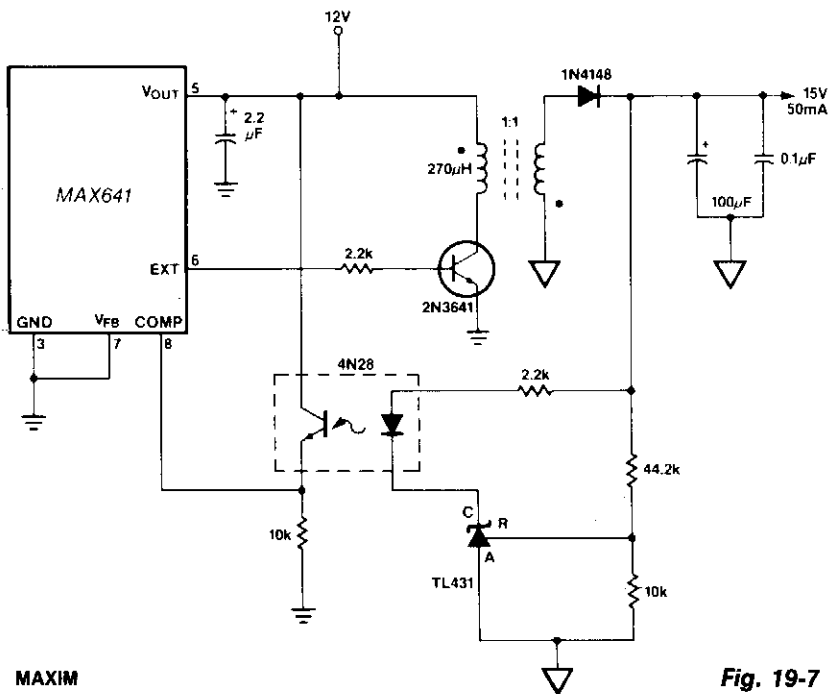 12V
VOUT 5
+ 2.2 µF
MAX641
1:1
270µH
1N4148
15V
50mA
+
100µF
0.1µF
EXT 6
2.2k
2N3641
GND VFB COMP
3 7 8
4N28
2.2k
44.2k
10k
C R
A
TL431
10k
MAXIM
Fig. 19-7